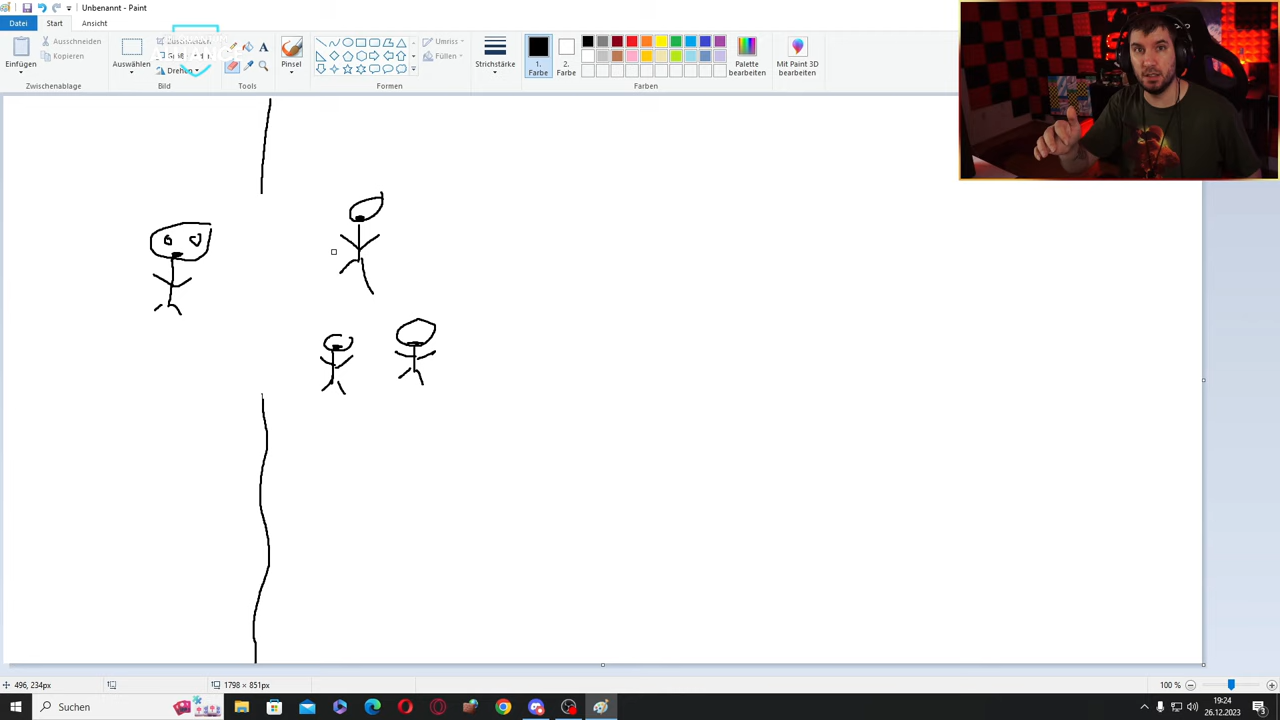 Unbenannt - Paint
Datei
Start
Ansicht
Einfügen
Ausschneiden
Kopieren
Zwischenablage
Auswählen
Drehen
Bild
Tools
Pinsel
Umriss
Füllen
Formen
Strichstärke
1.
Farbe
2.
Farbe
Palette
bearbeiten
Farben
Mit Paint 3D
bearbeiten
496, 234px
1798 × 851px
100 %
Suchen
19:24
26.12.2023
3